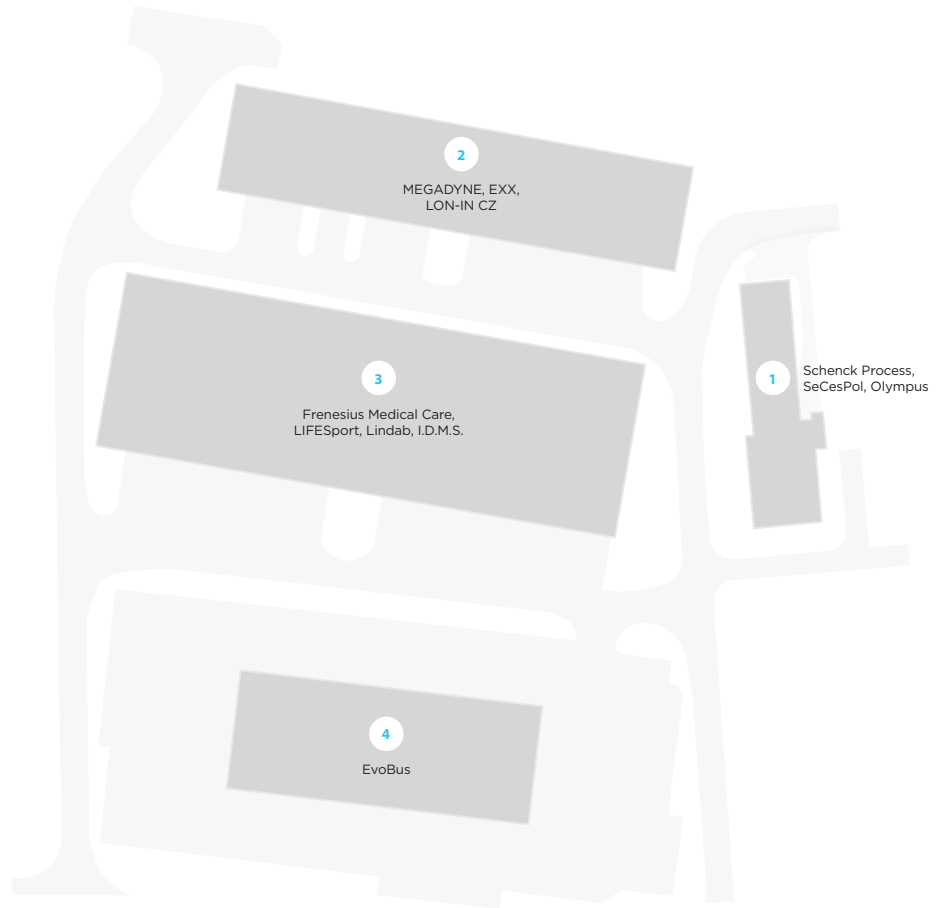 2
MEGADYNE, EXX,
LON-IN CZ
3
Frenesius Medical Care,
LIFESport, Lindab, I.D.M.S.
1
Schenck Process,
SeCesPol, Olympus
4
EvoBus